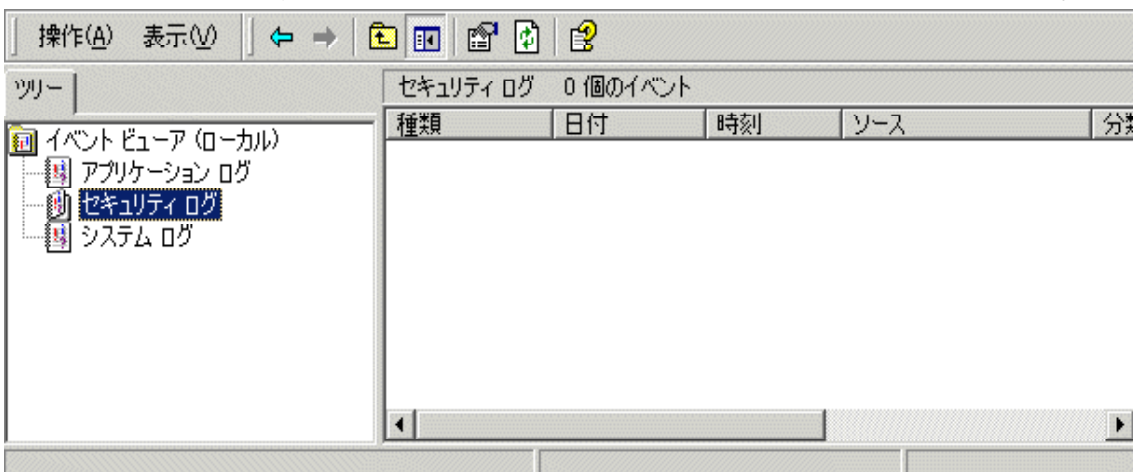 操作(A) 表示(V)
ツリー
セキュリティ ログ 0 個のイベント
種類 日付 時刻 ソース
イベント ビューア (ローカル)
アプリケーション ログ
セキュリティ ログ
システム ログ